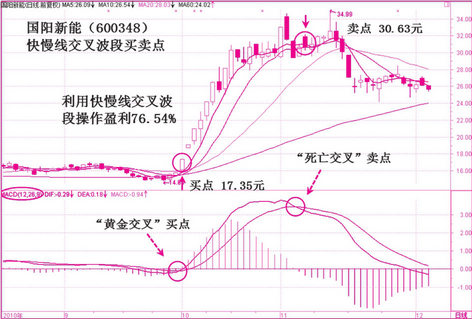 国阳新能(日线.前复权) MA5:26.09↓ MA10:26.54↓ MA20:28.03↓ MA60:24.02↑
国阳新能（600348）
快慢线交叉波段买卖点
34.99
卖点 30.63元
34.00
32.00
30.00
28.00
26.00
24.00
22.00
20.00
18.00
16.00
利用快慢线交叉波
段操作盈利76.54%
买点 17.35元
MACD(12,26,9) DIF:-0.29↓ DEA:0.18↓ MACD:-0.94↑
“死亡交叉”卖点
“黄金交叉”买点
3.00
2.00
1.00
0.00
-1.00
2010年
9
10
11
12
日线